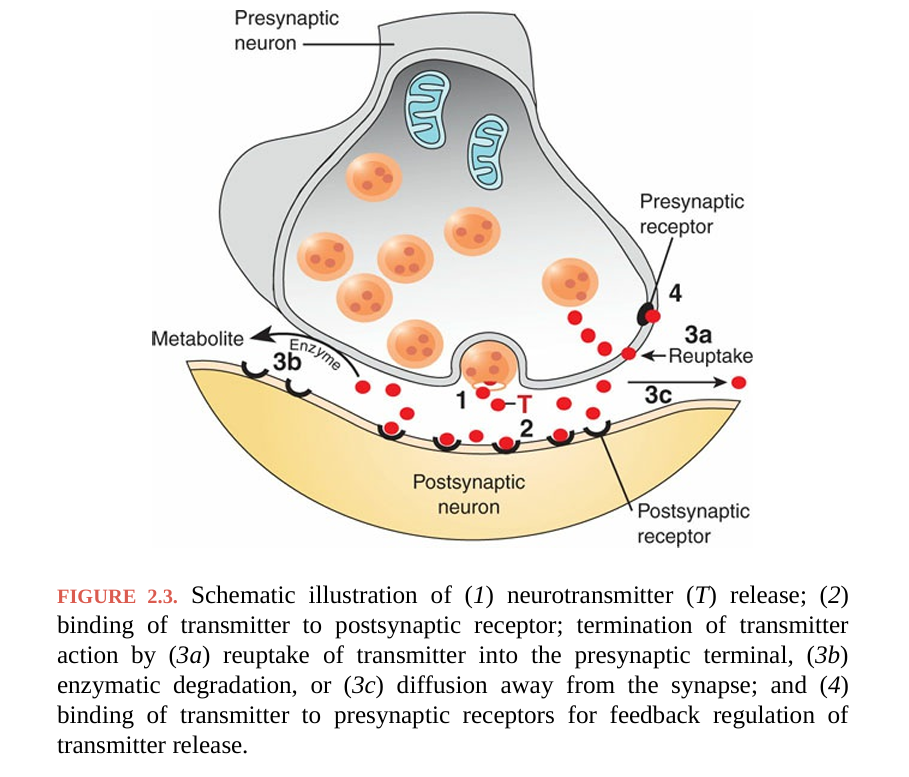 Presynaptic
neuron
Presynaptic
receptor
4
3a
Reuptake
Metabolite
Enzyme
3b
3c
1
T
2
Postsynaptic
neuron
Postsynaptic
receptor
FIGURE 2.3. Schematic illustration of (1) neurotransmitter (T) release; (2)
binding of transmitter to postsynaptic receptor; termination of transmitter
action by (3a) reuptake of transmitter into the presynaptic terminal, (3b)
enzymatic degradation, or (3c) diffusion away from the synapse; and (4)
binding of transmitter to presynaptic receptors for feedback regulation of
transmitter release.